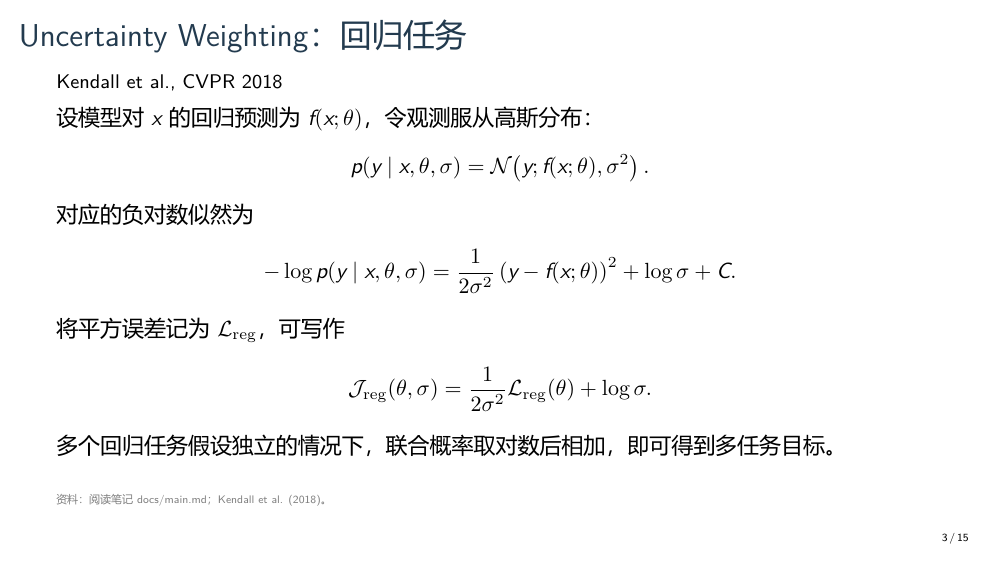 Uncertainty Weighting：回归任务
Kendall et al., CVPR 2018
设模型对 x 的回归预测为 f(x; θ)，令观测服从高斯分布：
p(y | x, θ, σ) = 𝒩(y; f(x; θ), σ²) .
对应的负对数似然为
− log p(y | x, θ, σ) = 1/(2σ²) (y − f(x; θ))² + log σ + C.
将平方误差记为 ℒ_reg，可写作
𝒥_reg(θ, σ) = 1/(2σ²) ℒ_reg(θ) + log σ.
多个回归任务假设独立的情况下，联合概率取对数后相加，即可得到多任务目标。
资料：阅读笔记 docs/main.md；Kendall et al. (2018)。
3 / 15